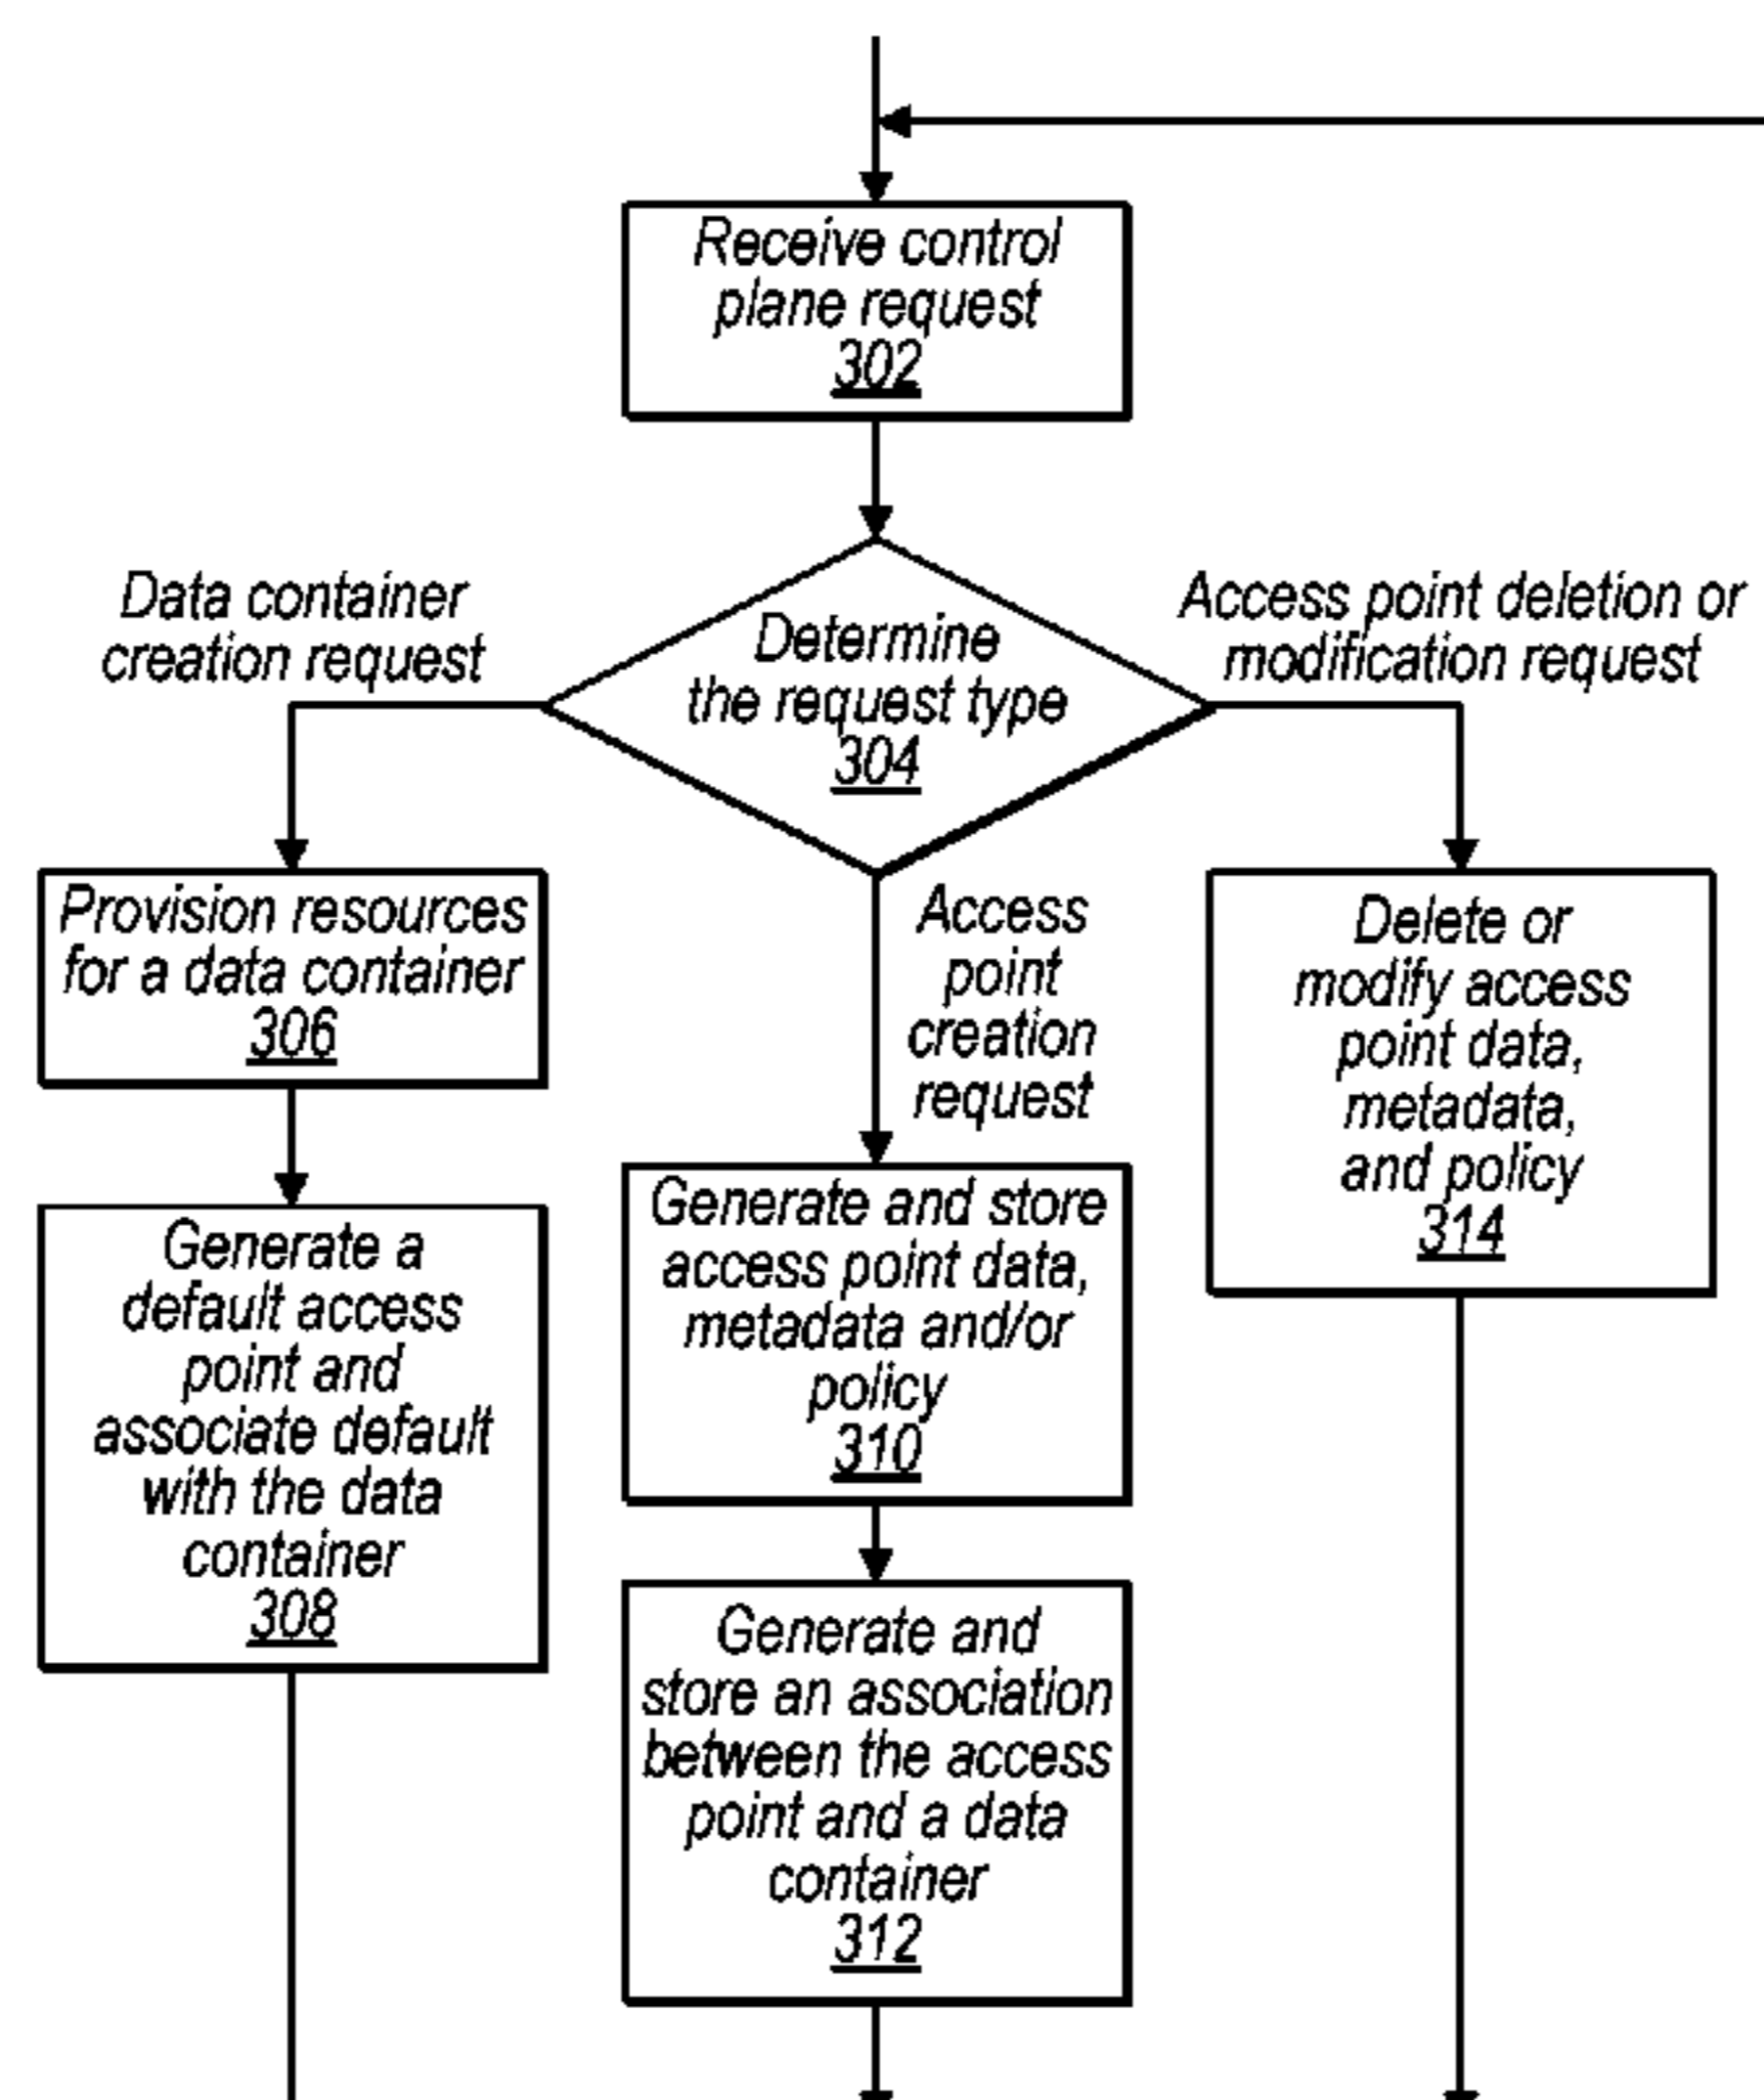 Receive control
plane request
302
Data container
creation request
Determine
the request type
304
Access point deletion or
modification request
Provision resources
for a data container
306
Access
point
creation
request
Delete or
modify access
point data,
metadata,
and policy
314
Generate a
default access
point and
associate default
with the data
container
308
Generate and store
access point data,
metadata and/or
policy
310
Generate and
store an association
between the access
point and a data
container
312